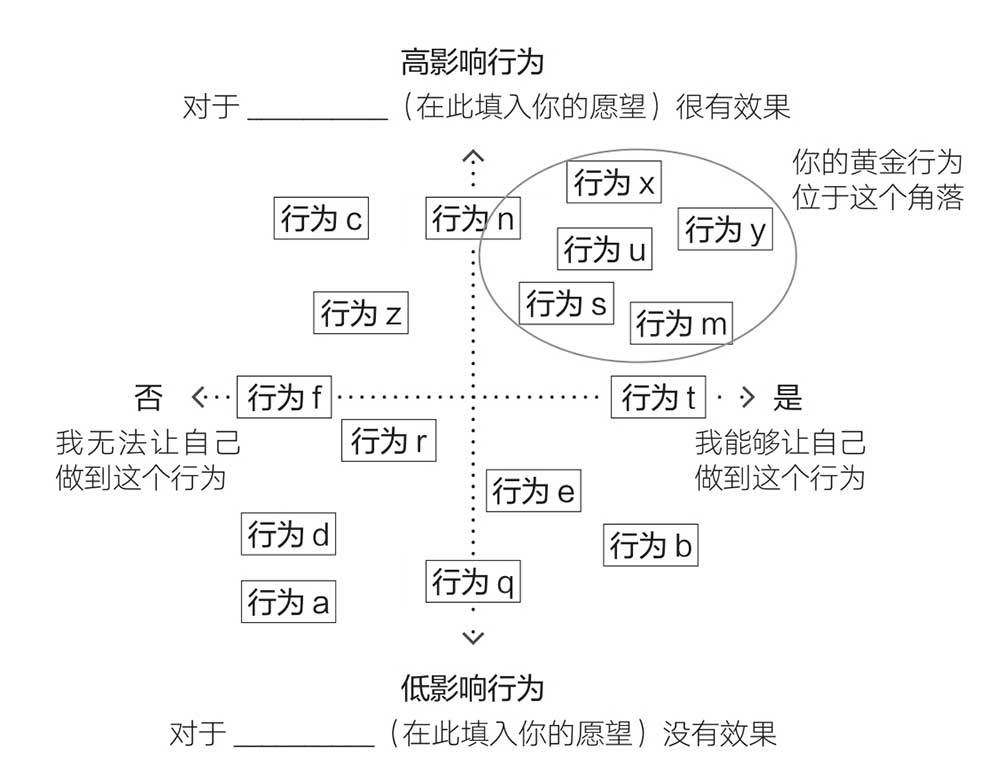 高影响行为
对于 __________（在此填入你的愿望）很有效果
你的黄金行为
位于这个角落
行为 x
行为 c
行为 n
行为 y
行为 u
行为 z
行为 s
行为 m
否
行为 f
行为 t
是
我无法让自己
做到这个行为
行为 r
我能够让自己
做到这个行为
行为 e
行为 d
行为 b
行为 q
行为 a
低影响行为
对于 __________（在此填入你的愿望）没有效果